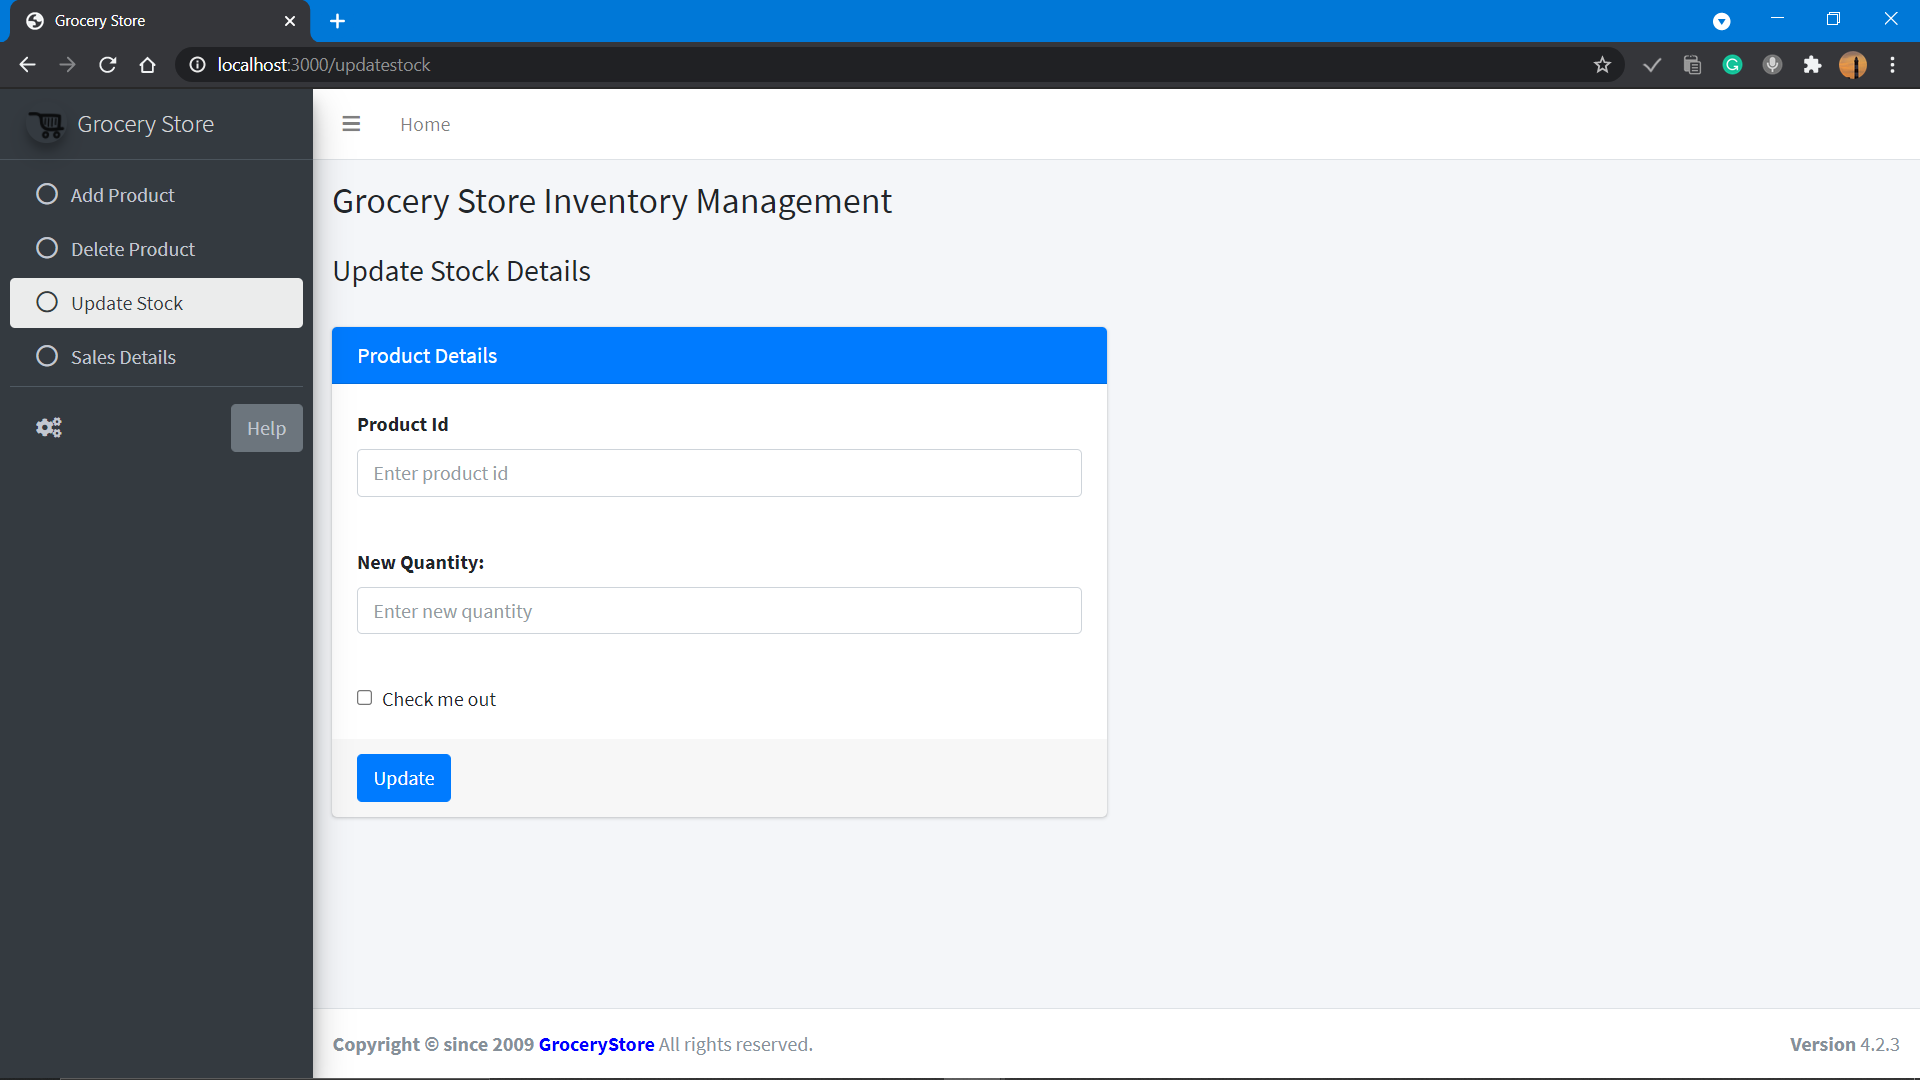 Grocery Store
localhost:3000/updatestock
Grocery Store
Home
Add Product
Delete Product
Update Stock
Sales Details
Help
Grocery Store Inventory Management
Update Stock Details
Product Details
Product Id
Enter product id
New Quantity:
Enter new quantity
Check me out
Update
Copyright © since 2009 GroceryStore All rights reserved.
Version 4.2.3